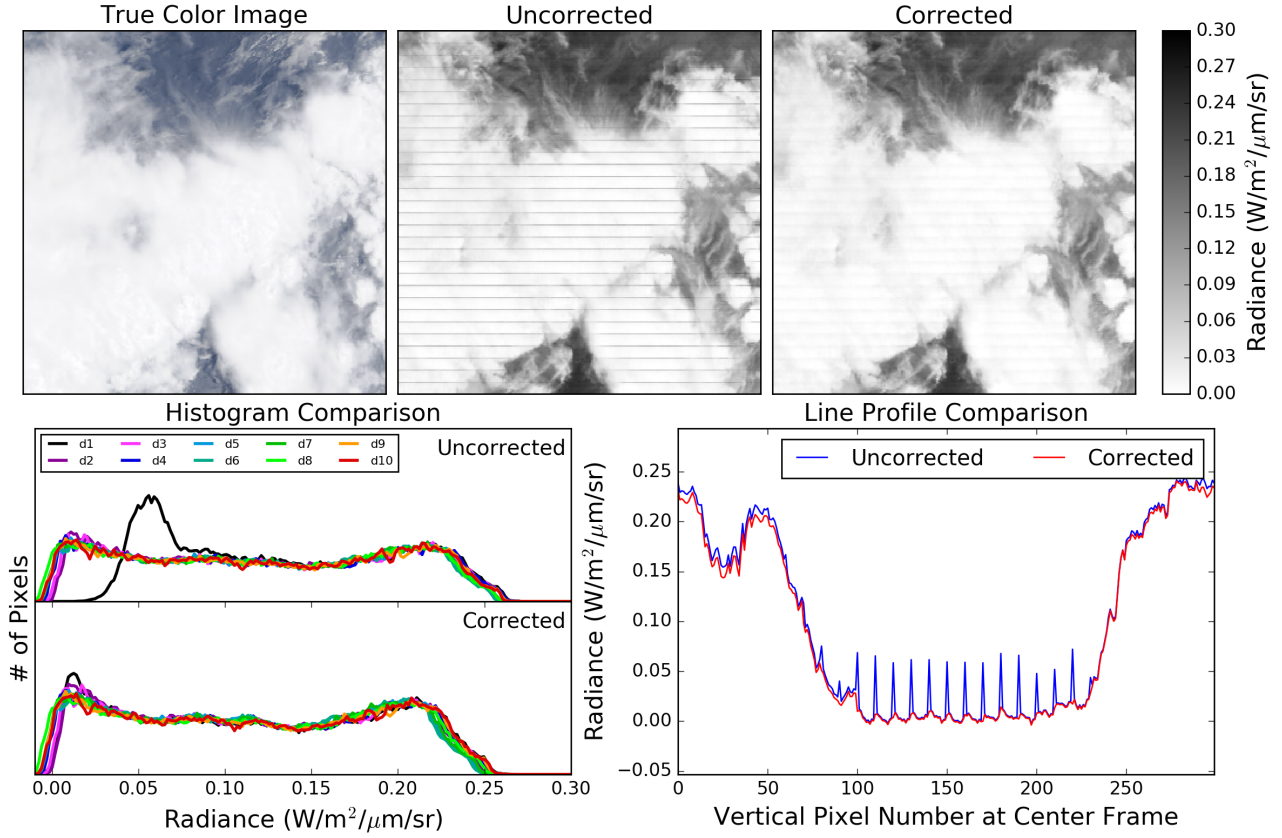 True Color Image
Uncorrected
Corrected
0.30
0.27
0.24
0.21
0.18
0.15
0.12
0.09
0.06
0.03
0.00
Radiance (W/m²/μm/sr)
Histogram Comparison
d1 d3 d5 d7 d9
d2 d4 d6 d8 d10
Uncorrected
Corrected
# of Pixels
0.00 0.05 0.10 0.15 0.20 0.25 0.30
Radiance (W/m²/μm/sr)
Line Profile Comparison
Uncorrected Corrected
0.25
0.20
0.15
0.10
0.05
0.00
−0.05
Radiance (W/m²/μm/sr)
0 50 100 150 200 250
Vertical Pixel Number at Center Frame